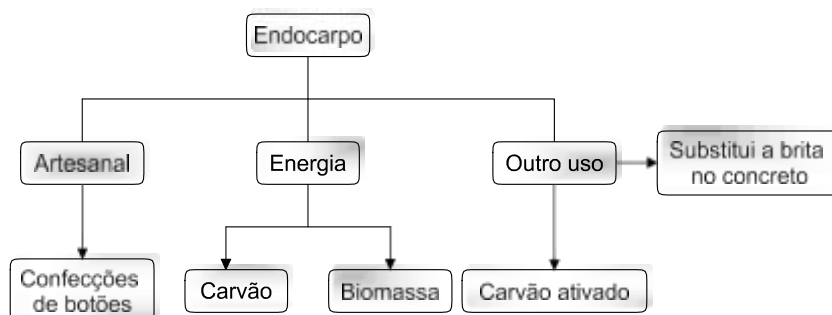 Endocarpo
Artesanal
Energia
Outro uso
Substitui a brita
no concreto
Confecções
de botões
Carvão
Biomassa
Carvão ativado